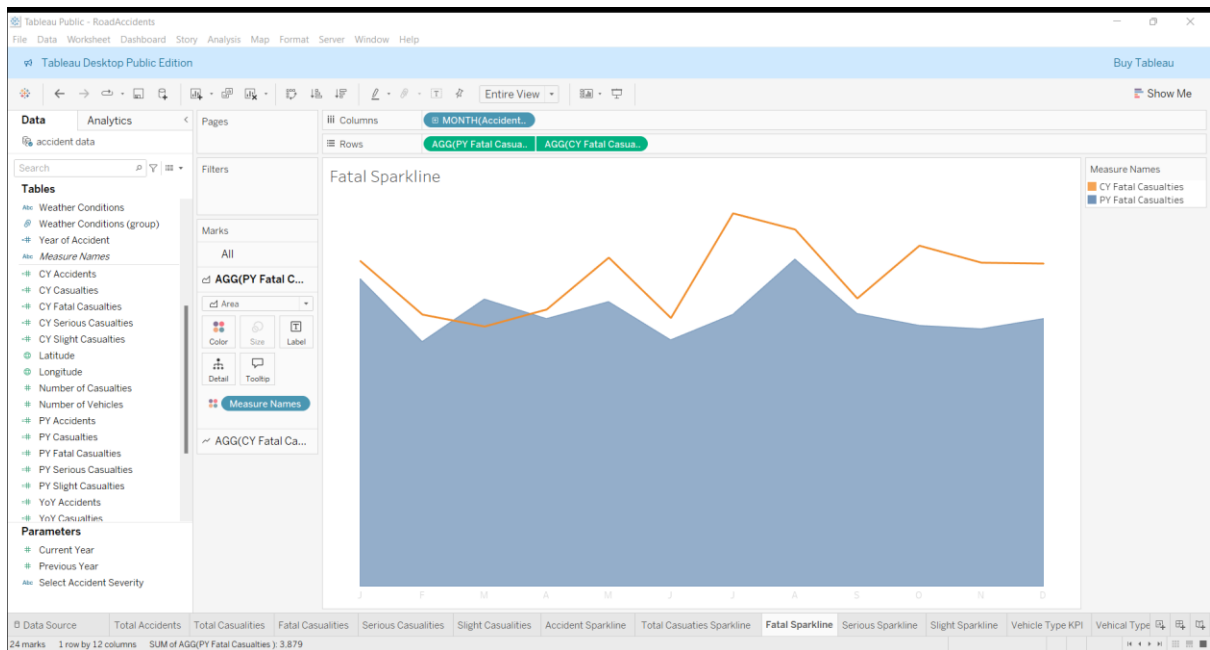 Tableau Public - RoadAccidents
File Data Worksheet Dashboard Story Analysis Map Format Server Window Help
Tableau Desktop Public Edition
Buy Tableau
Entire View
Show Me
Data Analytics
accident data
Search
Tables
Abc Weather Conditions
Weather Conditions (group)
Year of Accident
Abc Measure Names
CY Accidents
CY Casualties
CY Fatal Casualties
CY Serious Casualties
CY Slight Casualties
Latitude
Longitude
Number of Casualties
Number of Vehicles
PY Accidents
PY Casualties
PY Fatal Casualties
PY Serious Casualties
PY Slight Casualties
YoY Accidents
YoY Casualties
Parameters
Current Year
Previous Year
Abc Select Accident Severity
Pages
Filters
Marks
All
AGG(PY Fatal C...
Area
Color Size Label
Detail Tooltip
Measure Names
AGG(CY Fatal Ca...
Columns MONTH(Accident..
Rows AGG(PY Fatal Casua.. AGG(CY Fatal Casua..
Fatal Sparkline
J F M A M J J A S O N D
Measure Names
CY Fatal Casualties
PY Fatal Casualties
Data Source Total Accidents Total Casualities Fatal Casualities Serious Casualities Slight Casualities Accident Sparkline Total Casuaties Sparkline Fatal Sparkline Serious Sparkline Slight Sparkline Vehicle Type KPI Vehical Type
24 marks 1 row by 12 columns SUM of AGG(PY Fatal Casualties ): 3.879